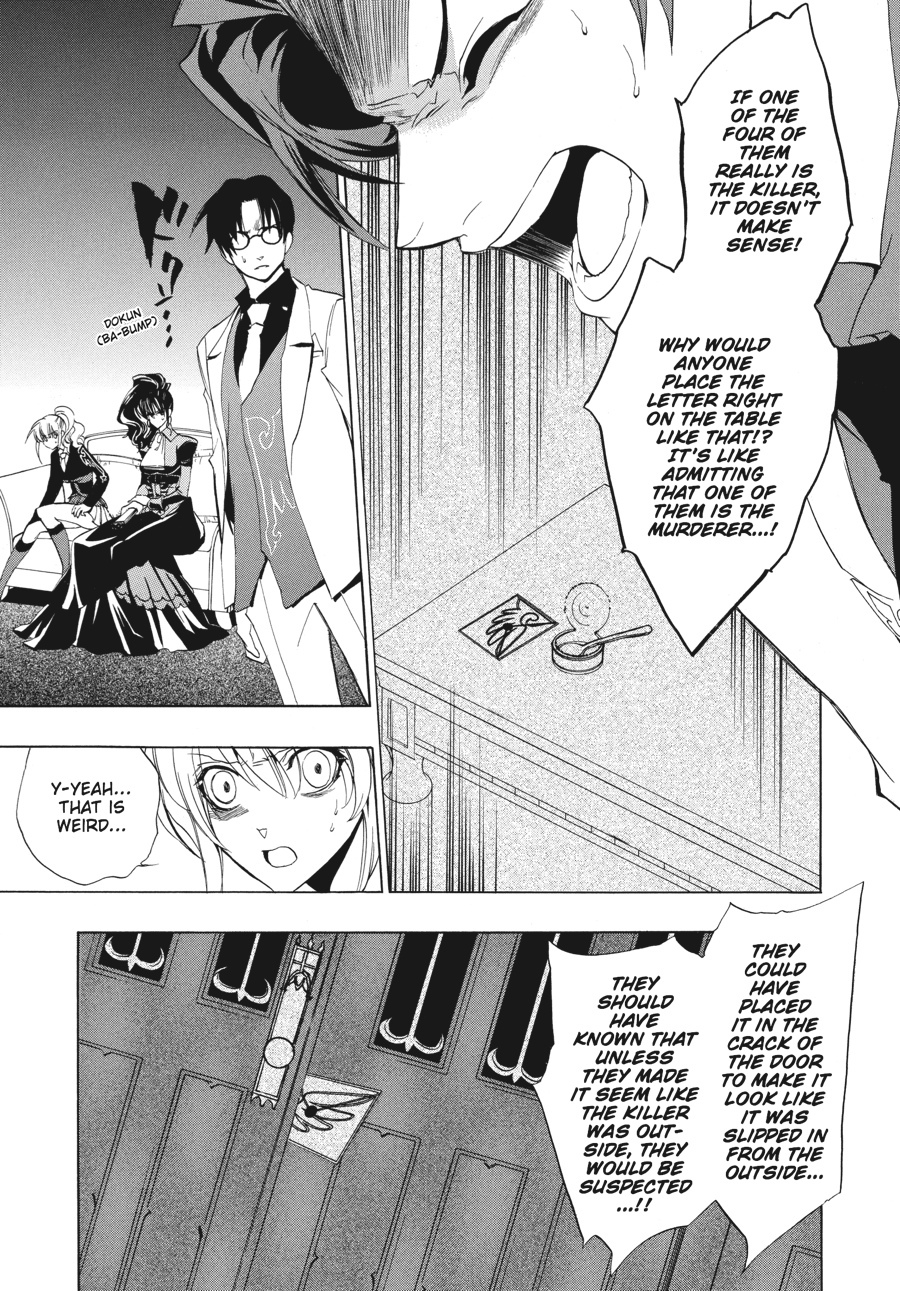 IF ONE
OF THE
FOUR OF
THEM
REALLY IS
THE KILLER,
IT DOESN'T
MAKE
SENSE!
WHY WOULD
ANYONE
PLACE THE
LETTER RIGHT
ON THE TABLE
LIKE THAT!?
IT'S LIKE
ADMITTING
THAT ONE OF
THEM IS THE
MURDERER...!
ドクン…
DOKUN
(BA-BUMP)
Y-YEAH...
THAT IS
WEIRD...
THEY
COULD
HAVE
PLACED
IT IN THE
CRACK OF
THE DOOR
TO MAKE IT
LOOK LIKE
IT WAS
SLIPPED IN
FROM THE
OUTSIDE...
THEY
SHOULD
HAVE
KNOWN THAT
UNLESS
THEY MADE
IT SEEM LIKE
THE KILLER
WAS OUT-
SIDE, THEY
WOULD BE
SUSPECTED
...!!